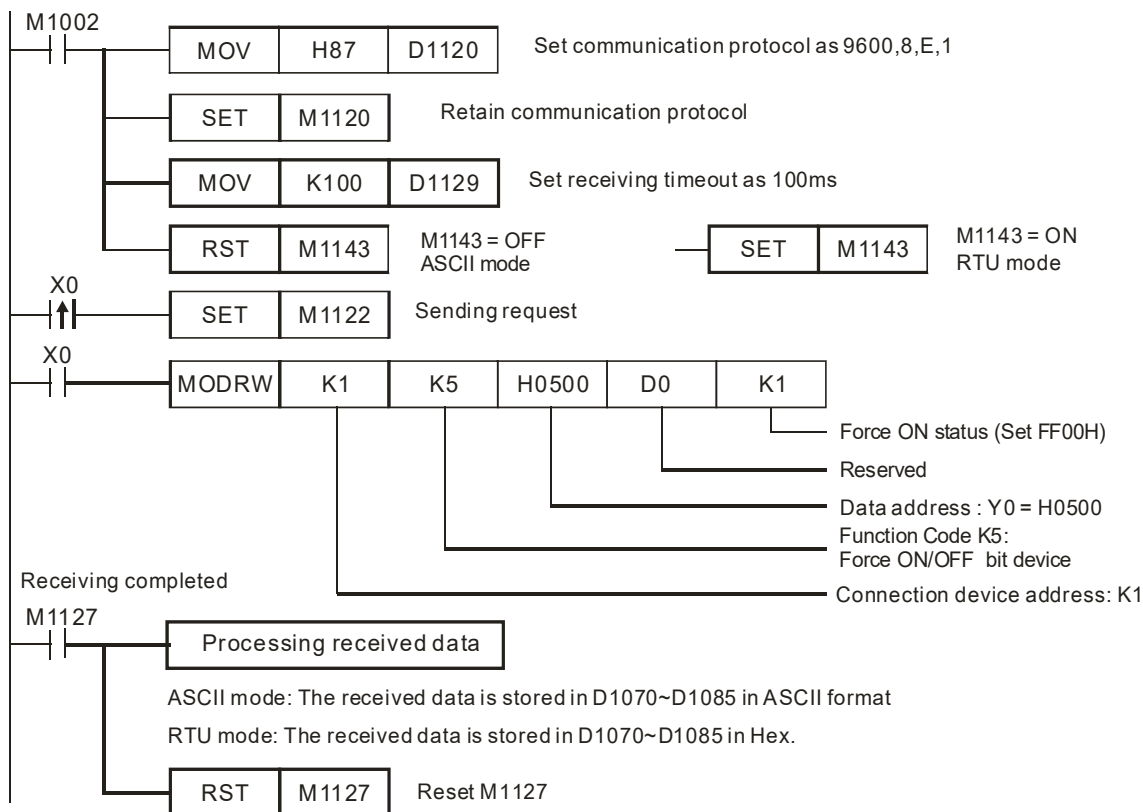 M1002
MOV H87 D1120 Set communication protocol as 9600,8,E,1
SET M1120 Retain communication protocol
MOV K100 D1129 Set receiving timeout as 100ms
RST M1143 M1143 = OFF
ASCII mode
SET M1143 M1143 = ON
RTU mode
X0
SET M1122 Sending request
X0
MODRW K1 K5 H0500 D0 K1
Force ON status (Set FF00H)
Reserved
Data address : Y0 = H0500
Function Code K5:
Force ON/OFF bit device
Connection device address: K1
Receiving completed
M1127
Processing received data
ASCII mode: The received data is stored in D1070~D1085 in ASCII format
RTU mode: The received data is stored in D1070~D1085 in Hex.
RST M1127 Reset M1127